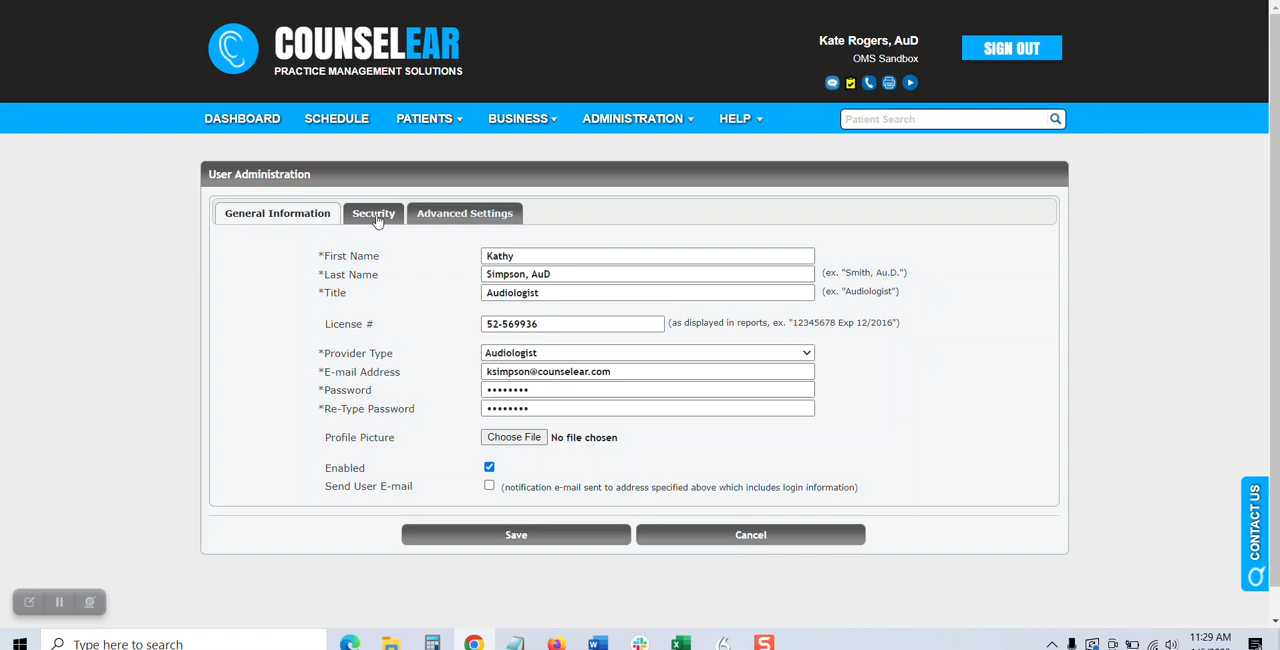 COUNSELEAR
PRACTICE MANAGEMENT SOLUTIONS
Kate Rogers, AuD
OMS Sandbox
SIGN OUT
DASHBOARD SCHEDULE PATIENTS BUSINESS ADMINISTRATION HELP Patient Search
User Administration
General Information Security Advanced Settings
*First Name Kathy
*Last Name Simpson, AuD (ex. "Smith, Au.D.")
*Title Audiologist (ex. "Audiologist")
License # 52-569936 (as displayed in reports, ex. "12345678 Exp 12/2016")
*Provider Type Audiologist
*E-mail Address ksimpson@counselear.com
*Password ••••••••
*Re-Type Password ••••••••
Profile Picture Choose File No file chosen
Enabled
Send User E-mail (notification e-mail sent to address specified above which includes login information)
Save Cancel
CONTACT US
Type here to search
11:29 AM